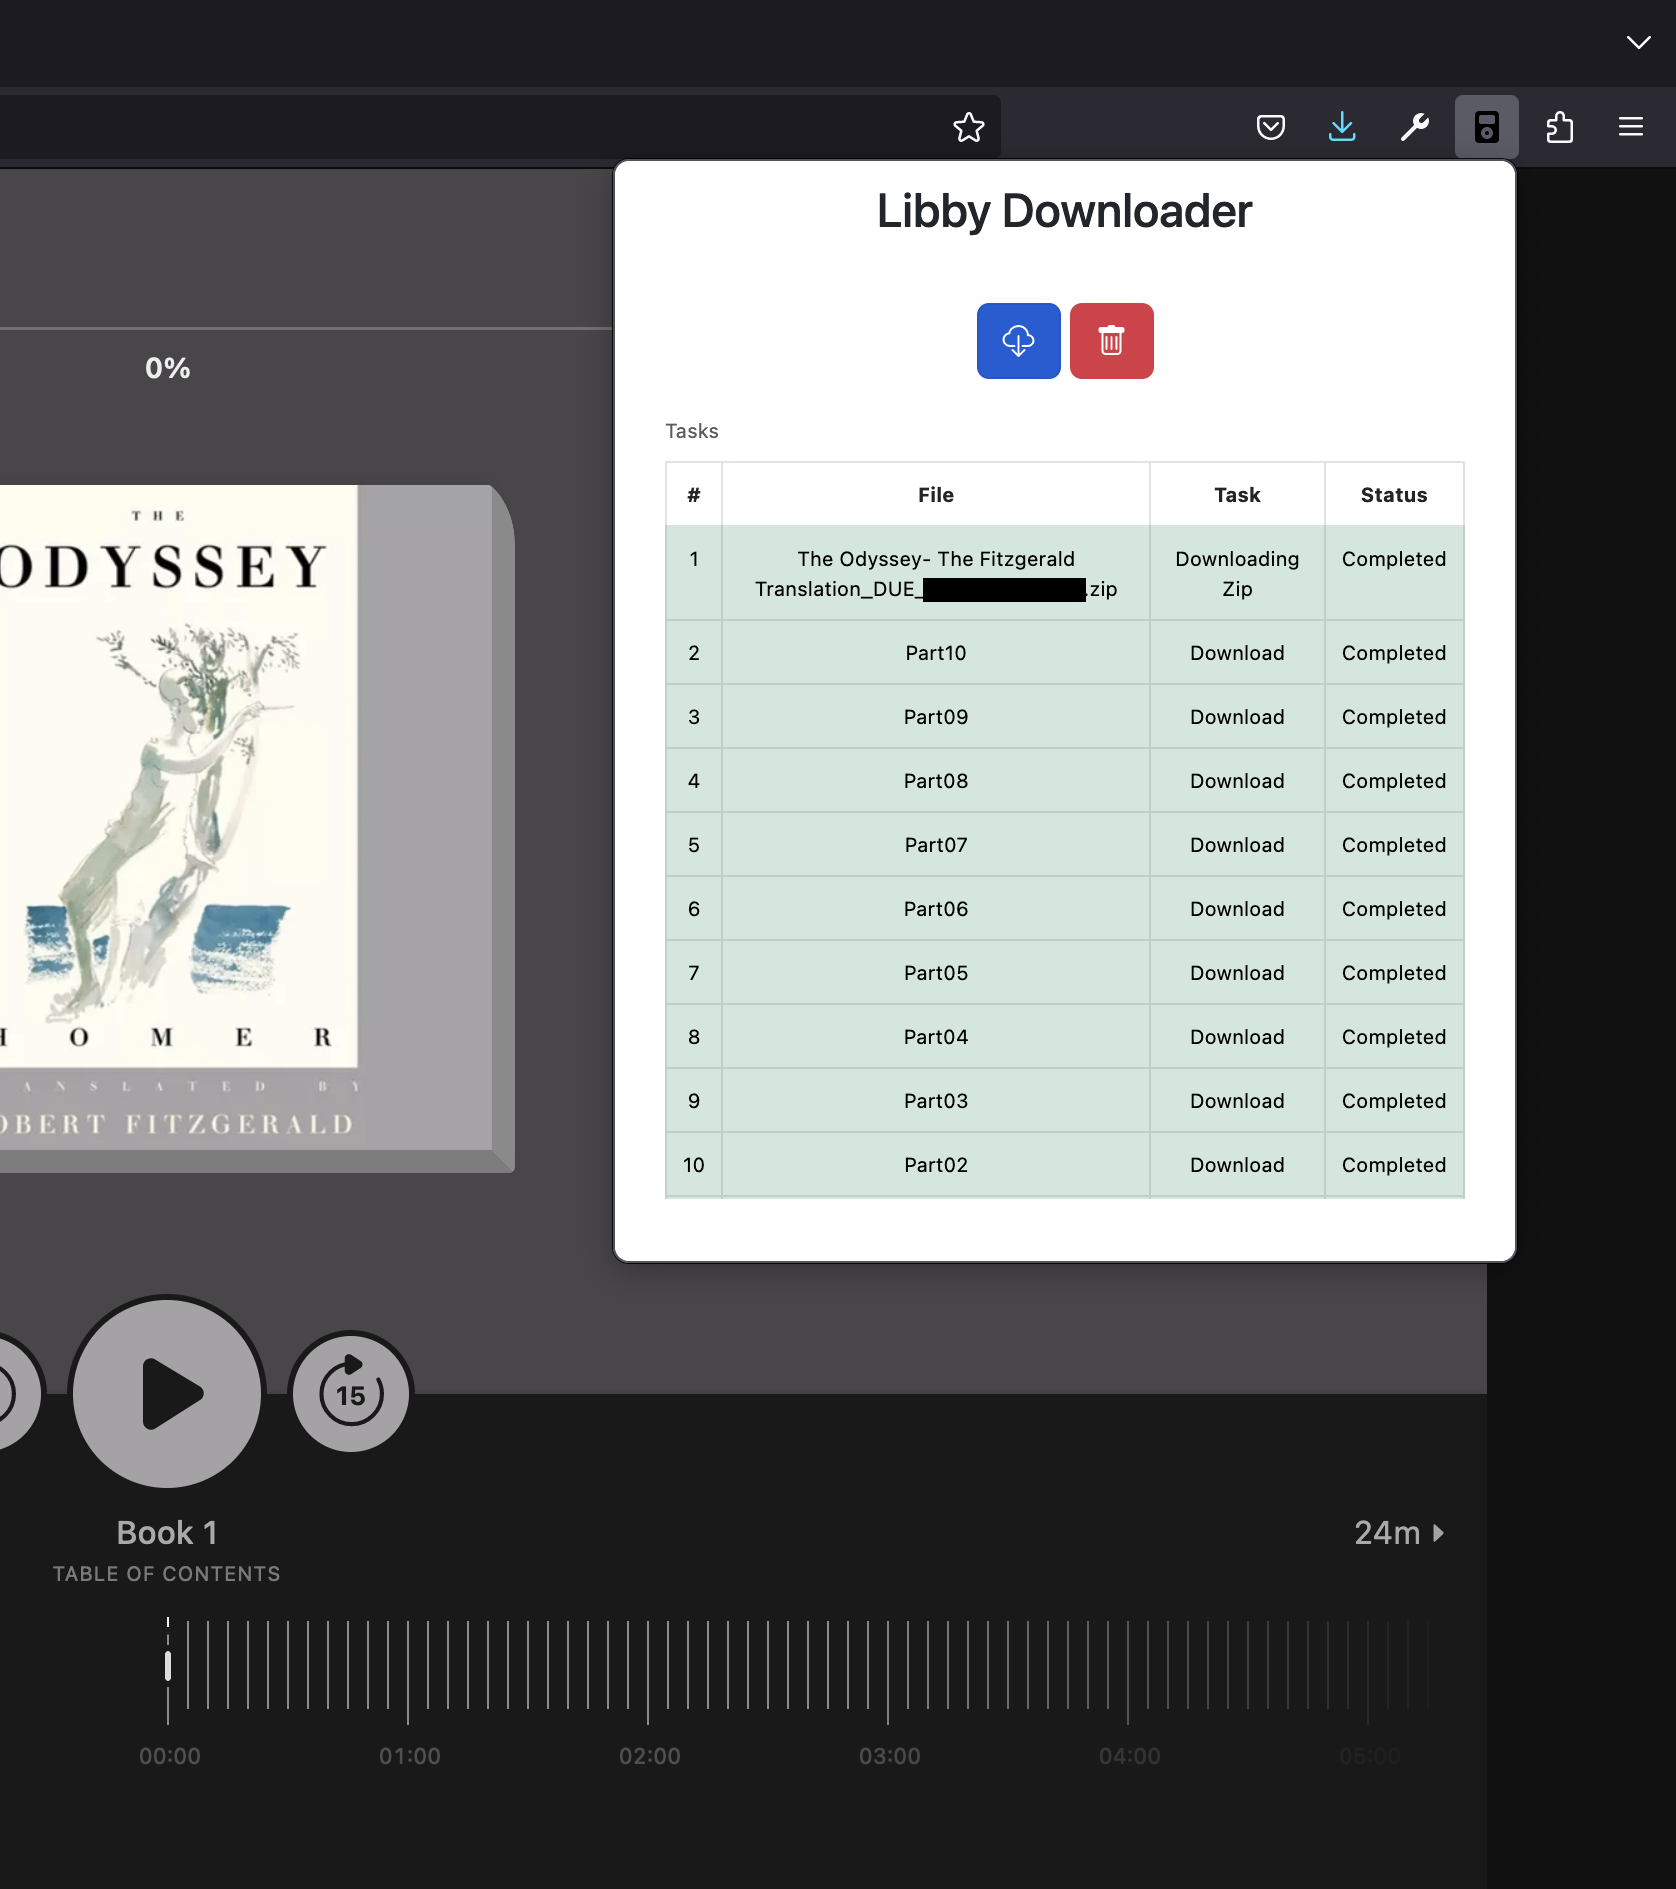 Libby Downloader
0%
Tasks
# File Task Status
1 The Odyssey- The Fitzgerald Downloading Completed
Translation_DUE_ .zip Zip
2 Part10 Download Completed
3 Part09 Download Completed
4 Part08 Download Completed
5 Part07 Download Completed
6 Part06 Download Completed
7 Part05 Download Completed
8 Part04 Download Completed
9 Part03 Download Completed
10 Part02 Download Completed
THE
ODYSSEY
HOMER
ANSLATED BY
OBERT FITZGERALD
15
Book 1
24m
TABLE OF CONTENTS
00:00 01:00 02:00 03:00 04:00 05:00